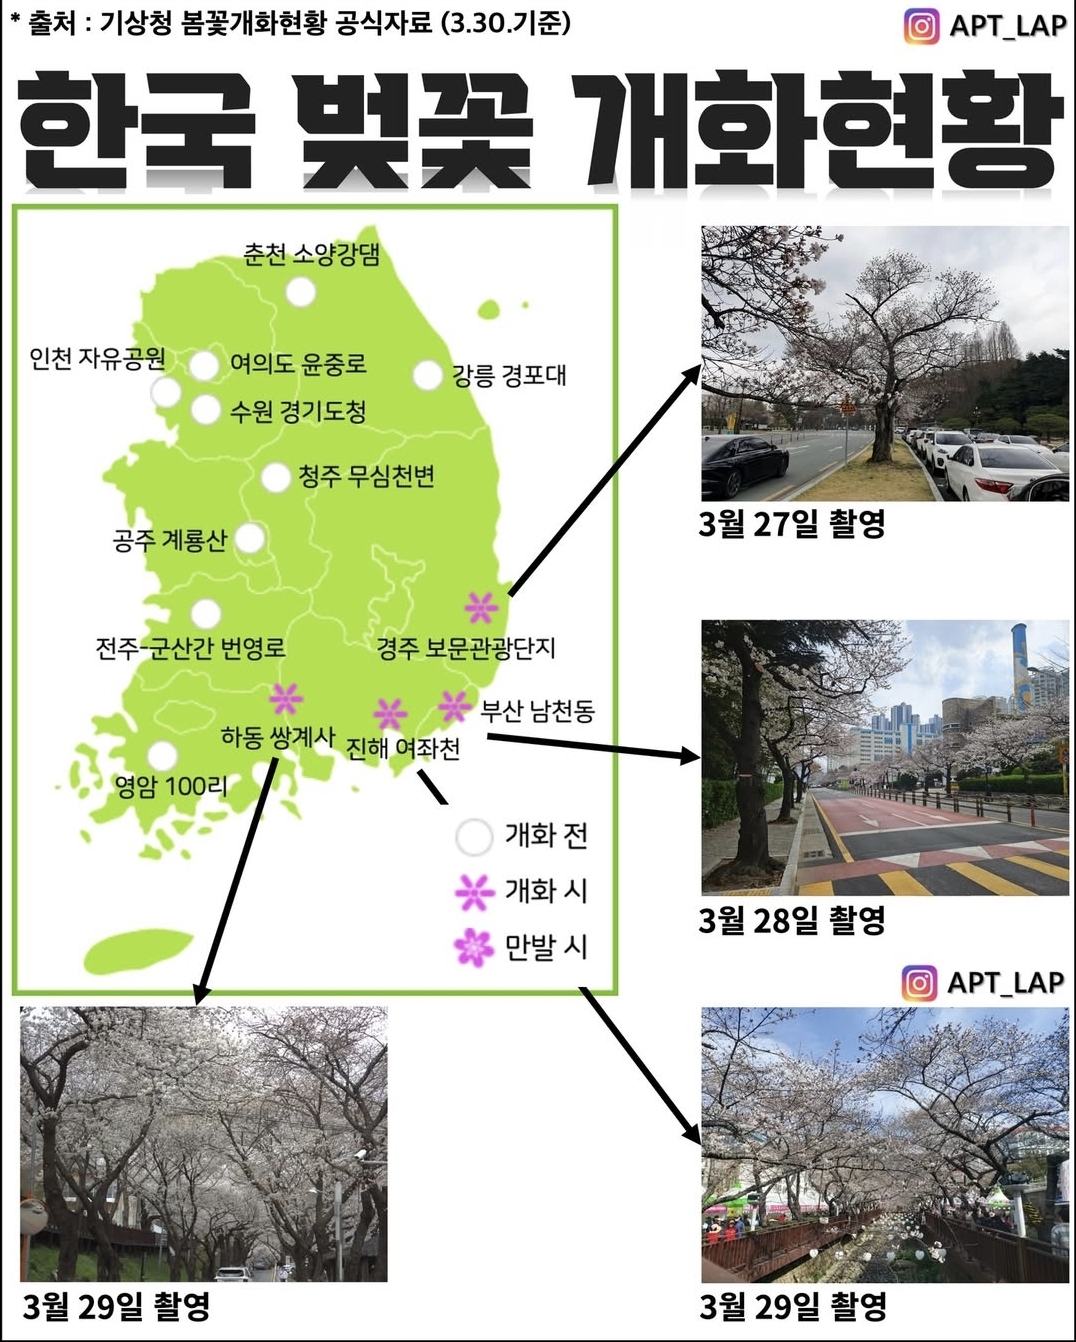 * 출처 : 기상청 봄꽃개화현황 공식자료 (3.30.기준)
APT_LAP
한국 벚꽃 개화현황
춘천 소양강댐
인천 자유공원
여의도 윤중로
강릉 경포대
수원 경기도청
청주 무심천변
공주 계룡산
전주-군산간 번영로
경주 보문관광단지
하동 쌍계사
진해 여좌천
부산 남천동
영암 100리
개화 전
개화 시
만발 시
3월 27일 촬영
3월 28일 촬영
APT_LAP
3월 29일 촬영
3월 29일 촬영